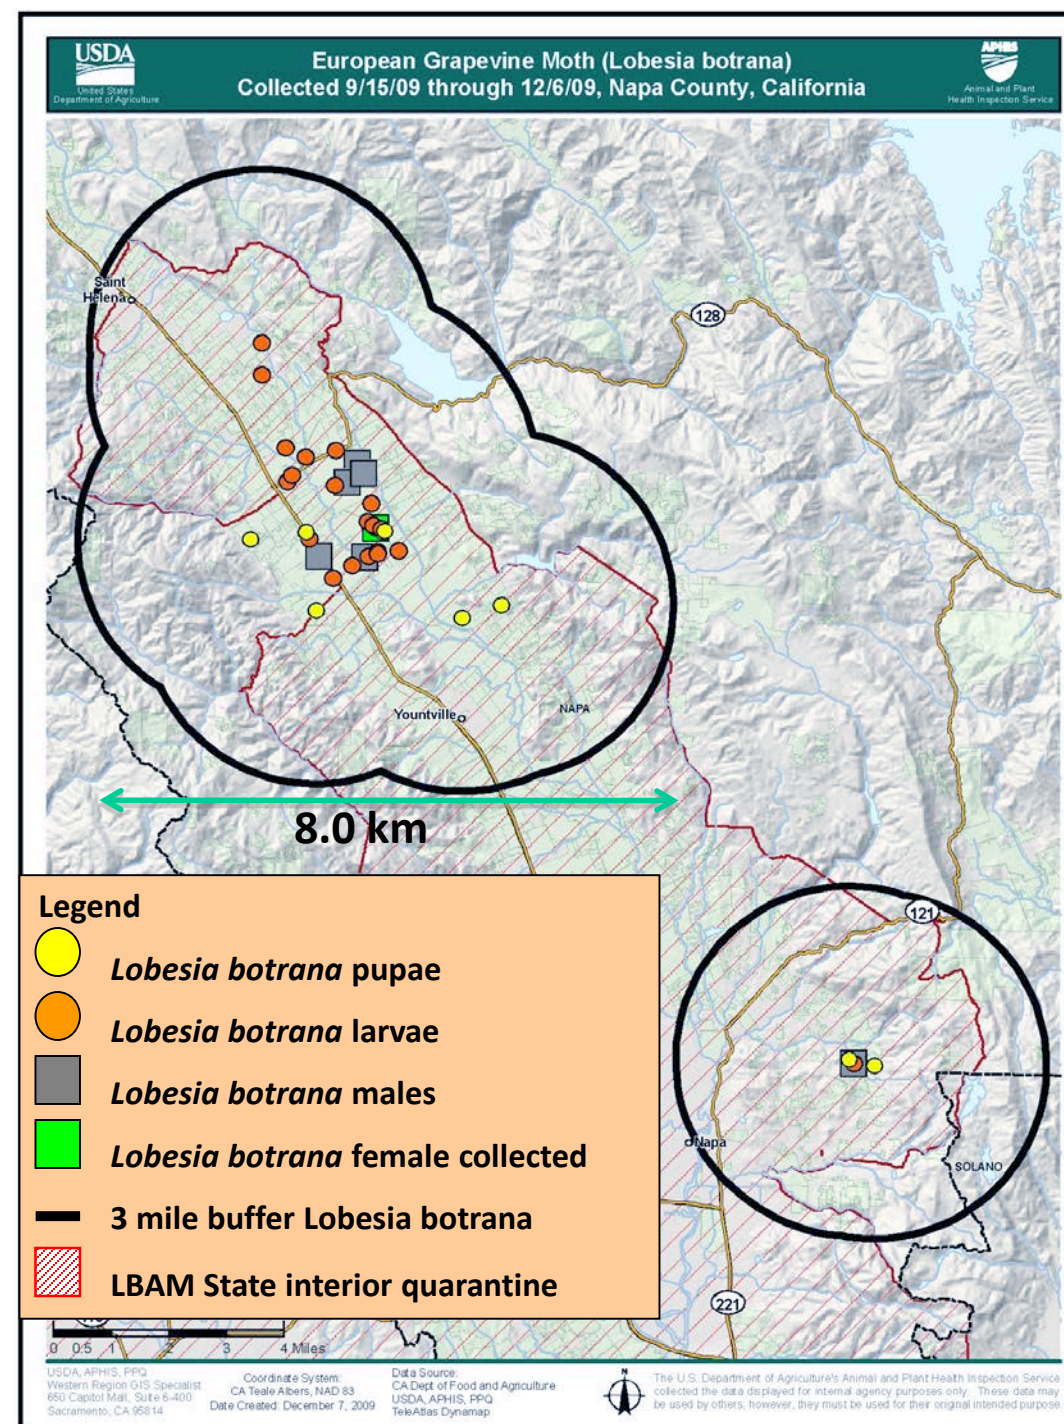 USDA
United States
Department of Agriculture
European Grapevine Moth (Lobesia botrana)
Collected 9/15/09 through 12/6/09, Napa County, California
APHIS
Animal and Plant
Health Inspection Service
Saint
Helena
128
Yountville
NAPA
8.0 km
121
Napa
SOLANO
221
Legend
Lobesia botrana pupae
Lobesia botrana larvae
Lobesia botrana males
Lobesia botrana female collected
3 mile buffer Lobesia botrana
LBAM State interior quarantine
0 0.5 1 2 3 4 Miles
USDA, APHIS, PPQ
Western Region GIS Specialist
650 Capitol Mall, Suite 6-400
Sacramento, CA 95814
Coordinate System:
CA Teale Albers, NAD 83
Date Created: December 7, 2009
Data Source:
CA Dept of Food and Agriculture
USDA, APHIS, PPQ
TeleAtlas Dynamap
N
The U.S. Department of Agriculture's Animal and Plant Health Inspection Service
collected the data displayed for internal agency purposes only. These data may
be used by others, however, they must be used for their original intended purpose